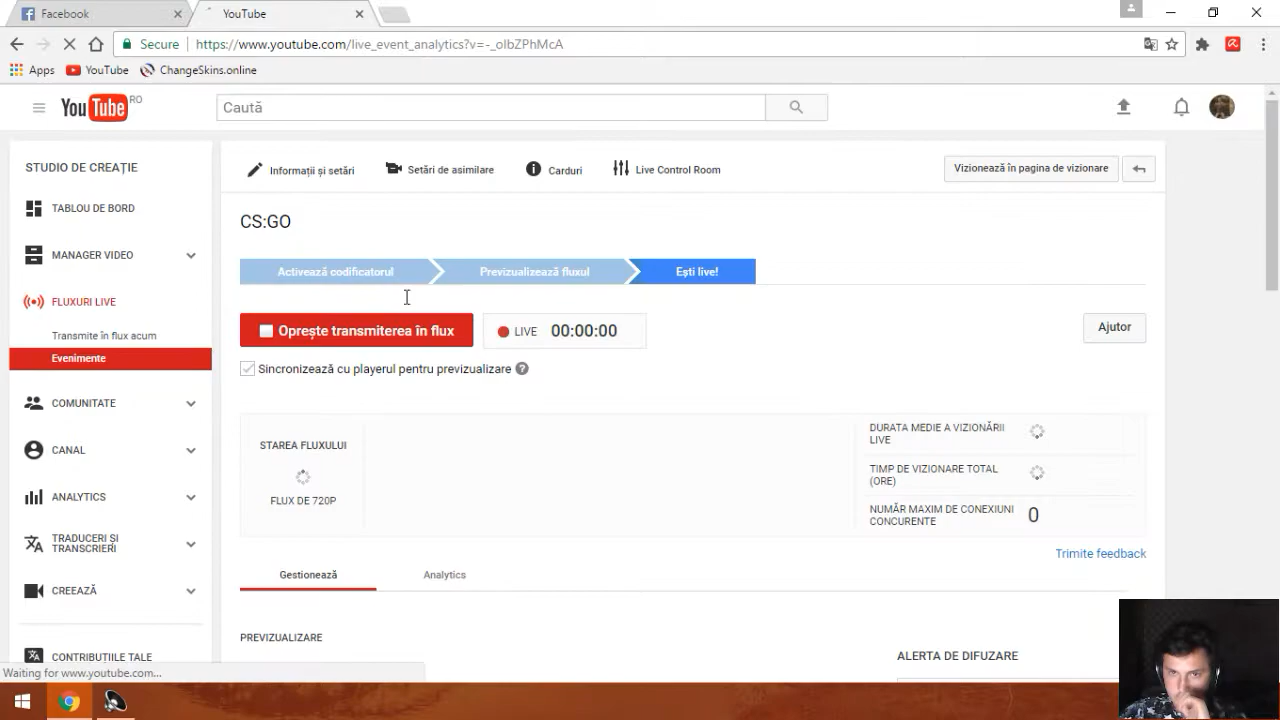 Facebook
YouTube
Secure https://www.youtube.com/live_event_analytics?v=-_olbZPhMcA
Apps YouTube ChangeSkins.online
YouTube RO
Caută
STUDIO DE CREAȚIE
Informații și setări Setări de asimilare Carduri Live Control Room Vizionează în pagina de vizionare
TABLOU DE BORD
CS:GO
MANAGER VIDEO
Activează codificatorul Previzualizează fluxul Ești live!
FLUXURI LIVE
Transmite în flux acum
Oprește transmiterea în flux LIVE 00:00:00 Ajutor
Evenimente
Sincronizează cu playerul pentru previzualizare ?
COMUNITATE
CANAL
ANALYTICS
TRADUCERI ȘI
TRANSCRIERI
CREEAZĂ
CONTRIBUȚIILE TALE
STAREA FLUXULUI
FLUX DE 720P
DURATA MEDIE A VIZIONĂRII
LIVE
TIMP DE VIZIONARE TOTAL
(ORE)
NUMĂR MAXIM DE CONEXIUNI
CONCURENTE
0
Trimite feedback
Gestionează Analytics
PREVIZUALIZARE
ALERTA DE DIFUZARE
Waiting for www.youtube.com...